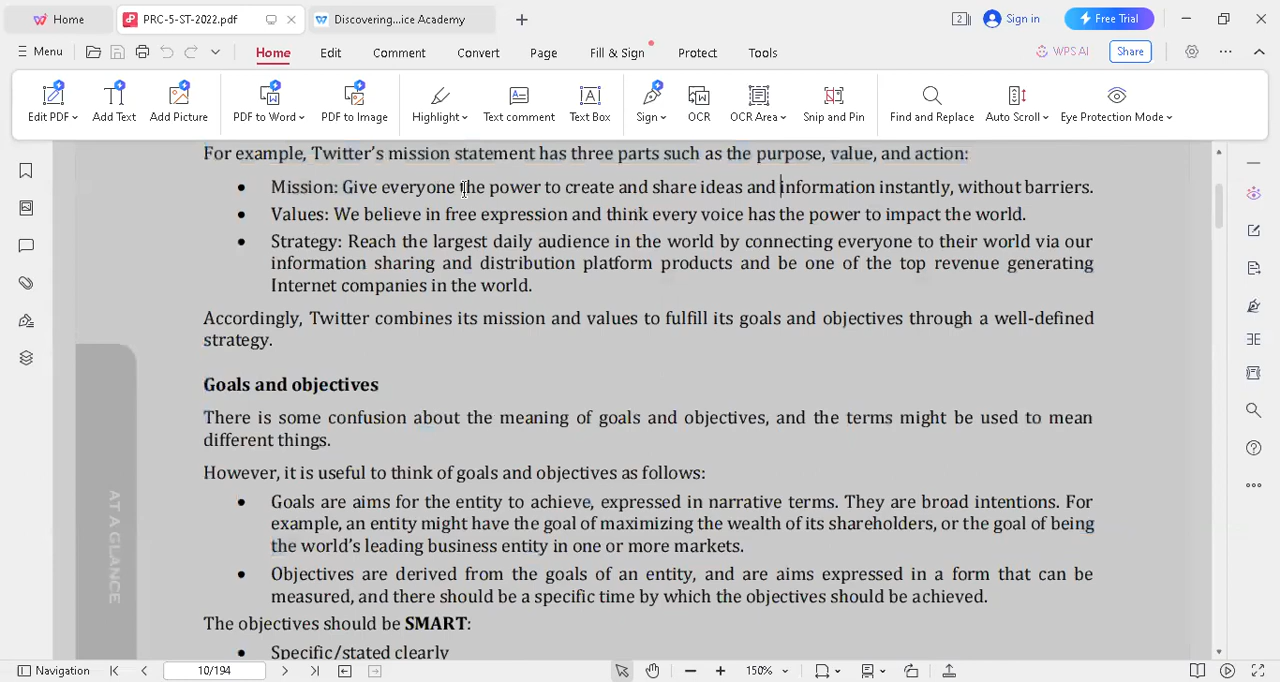 Home
PRC-5-ST-2022.pdf
Discovering...ice Academy
2
Sign in
Free Trial
Menu
Home
Edit
Comment
Convert
Page
Fill & Sign
Protect
Tools
WPS AI
Share
Edit PDF
Add Text
Add Picture
PDF to Word
PDF to Image
Highlight
Text comment
Text Box
Sign
OCR
OCR Area
Snip and Pin
Find and Replace
Auto Scroll
Eye Protection Mode
For example, Twitter's mission statement has three parts such as the purpose, value, and action:
• Mission: Give everyone the power to create and share ideas and information instantly, without barriers.
• Values: We believe in free expression and think every voice has the power to impact the world.
• Strategy: Reach the largest daily audience in the world by connecting everyone to their world via our
information sharing and distribution platform products and be one of the top revenue generating
Internet companies in the world.
Accordingly, Twitter combines its mission and values to fulfill its goals and objectives through a well-defined
strategy.
Goals and objectives
There is some confusion about the meaning of goals and objectives, and the terms might be used to mean
different things.
However, it is useful to think of goals and objectives as follows:
• Goals are aims for the entity to achieve, expressed in narrative terms. They are broad intentions. For
example, an entity might have the goal of maximizing the wealth of its shareholders, or the goal of being
the world's leading business entity in one or more markets.
• Objectives are derived from the goals of an entity, and are aims expressed in a form that can be
measured, and there should be a specific time by which the objectives should be achieved.
The objectives should be SMART:
• Specific/stated clearly
AT A GLANCE
Navigation
10/194
150%